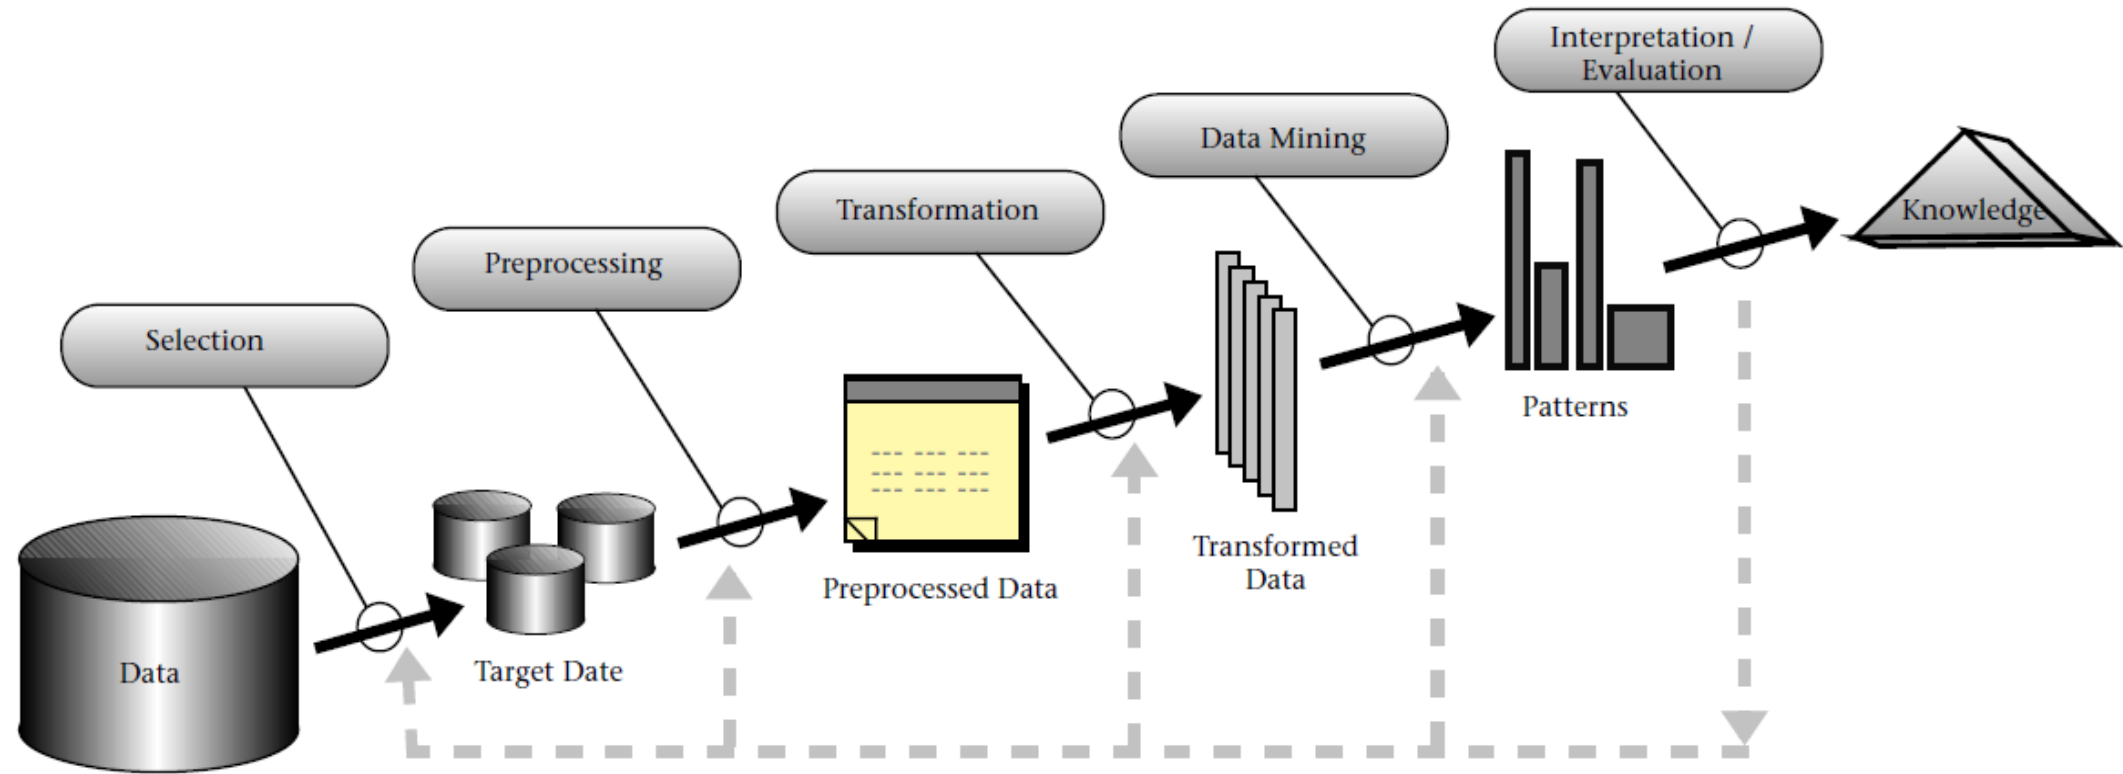 Interpretation /
Evaluation
Data Mining
Transformation
Knowledge
Preprocessing
Selection
Patterns
--- --- ---
--- --- ---
--- --- ---
Transformed
Data
Preprocessed Data
Target Date
Data